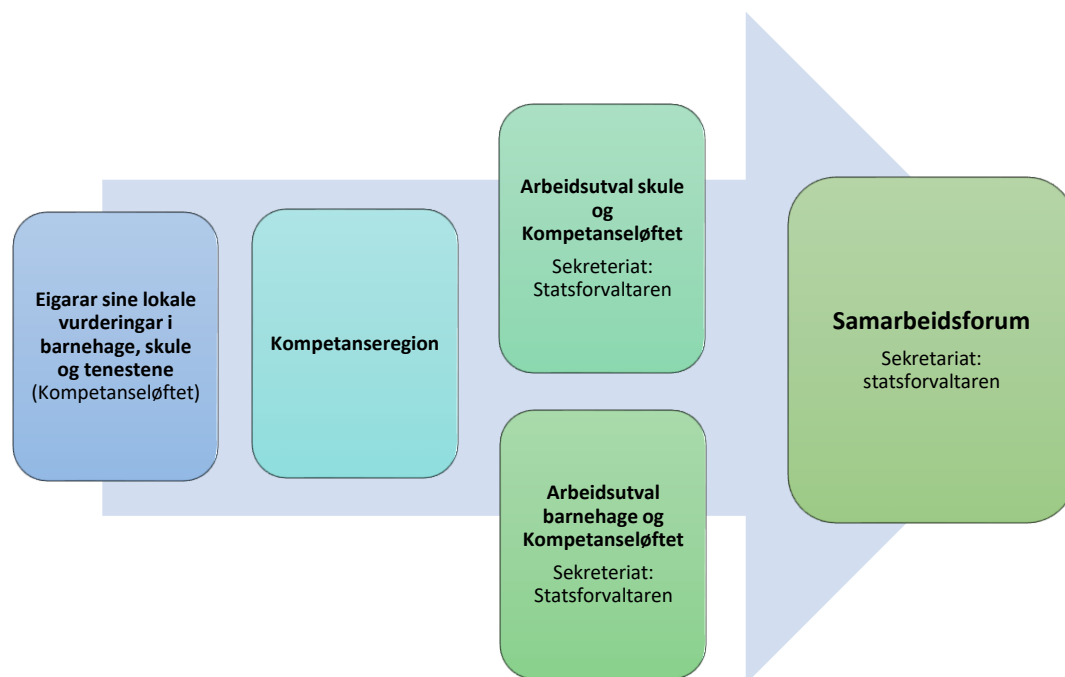 Eigarar sine lokale
vurderingar i
barnehage, skule
og tenestene
(Kompetanseløftet)
Kompetanseregion
Arbeidsutval skule
og
Kompetanseløftet
Sekreteriat:
Statsforvaltaren
Arbeidsutval
barnehage og
Kompetanseløftet
Sekreteriat:
Statsforvaltaren
Samarbeidsforum
Sekretariat:
statsforvaltaren